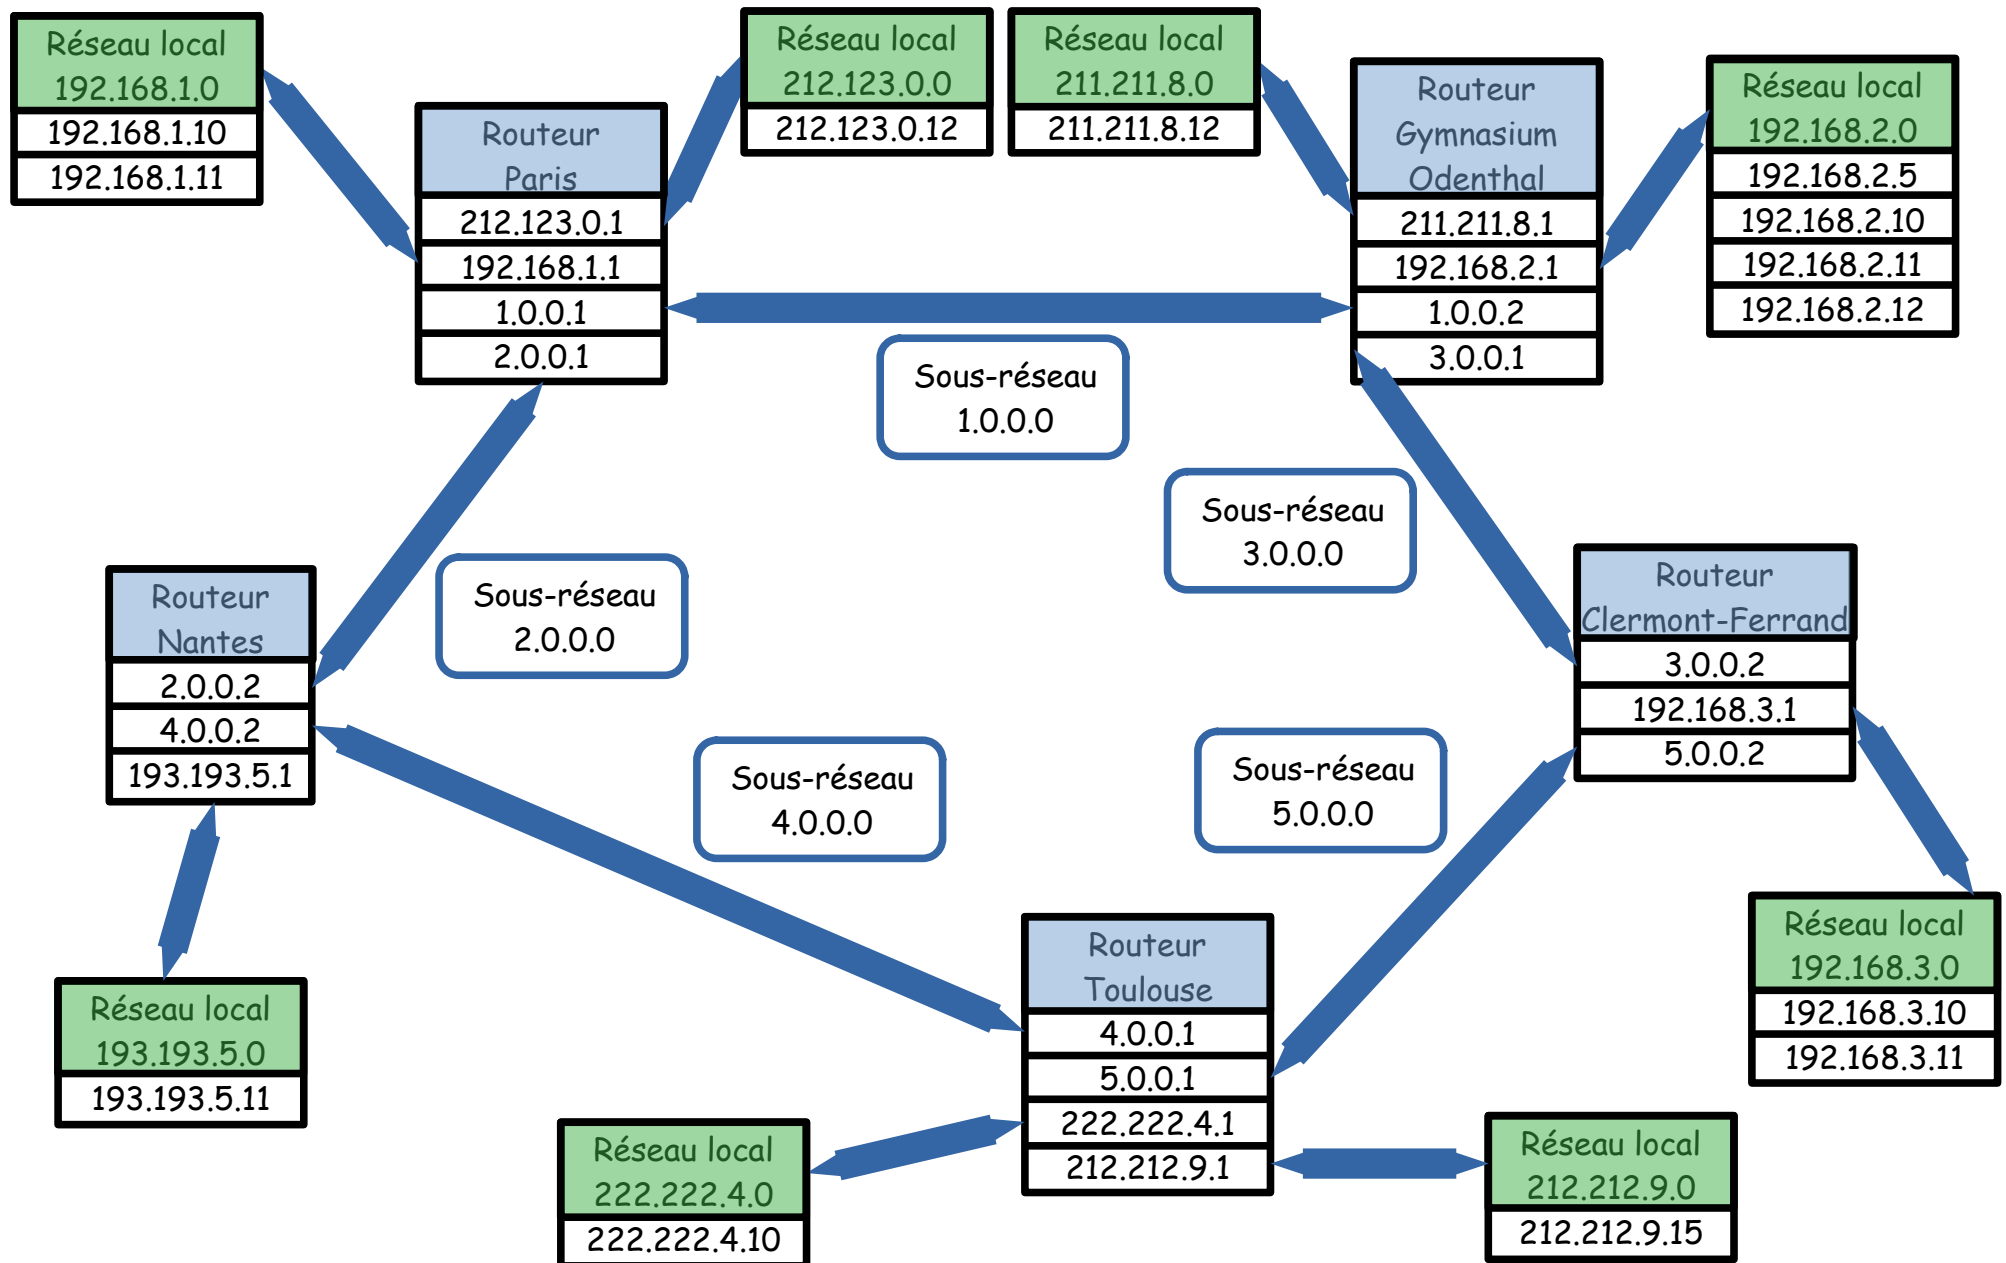 Réseau local
192.168.1.0
192.168.1.10
192.168.1.11
Routeur
Paris
212.123.0.1
192.168.1.1
1.0.0.1
2.0.0.1
Réseau local
212.123.0.0
212.123.0.12
Réseau local
211.211.8.0
211.211.8.12
Routeur
Gymnasium
Odenthal
211.211.8.1
192.168.2.1
1.0.0.2
3.0.0.1
Réseau local
192.168.2.0
192.168.2.5
192.168.2.10
192.168.2.11
192.168.2.12
Sous-réseau
1.0.0.0
Sous-réseau
3.0.0.0
Sous-réseau
2.0.0.0
Routeur
Nantes
2.0.0.2
4.0.0.2
193.193.5.1
Routeur
Clermont-Ferrand
3.0.0.2
192.168.3.1
5.0.0.2
Sous-réseau
4.0.0.0
Sous-réseau
5.0.0.0
Réseau local
193.193.5.0
193.193.5.11
Routeur
Toulouse
4.0.0.1
5.0.0.1
222.222.4.1
212.212.9.1
Réseau local
192.168.3.0
192.168.3.10
192.168.3.11
Réseau local
222.222.4.0
222.222.4.10
Réseau local
212.212.9.0
212.212.9.15